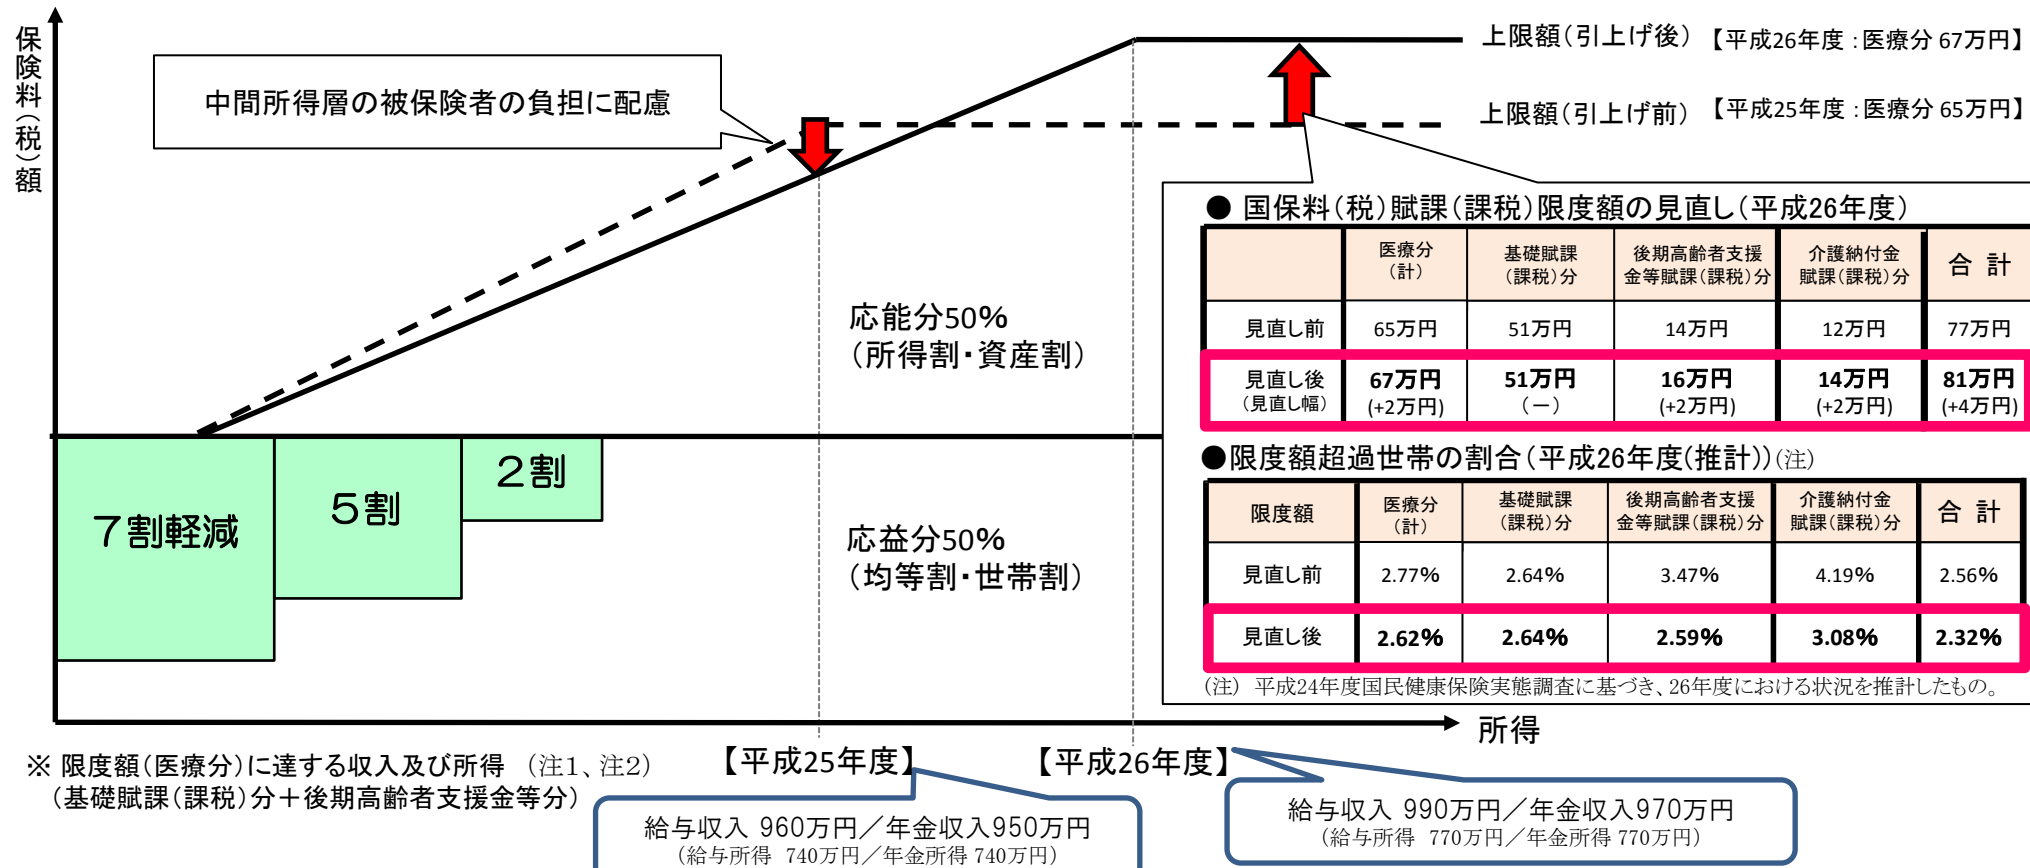 保険料(税)額
中間所得層の被保険者の負担に配慮
上限額(引上げ後) 【平成26年度：医療分 67万円】
上限額(引上げ前) 【平成25年度：医療分 65万円】
応能分50%
(所得割・資産割)
応益分50%
(均等割・世帯割)
7割軽減
5割
2割
● 国保料(税)賦課(課税)限度額の見直し(平成26年度)
医療分(計) 基礎賦課(課税)分 後期高齢者支援金等賦課(課税)分 介護納付金賦課(課税)分 合 計
見直し前 65万円 51万円 14万円 12万円 77万円
見直し後 67万円 51万円 16万円 14万円 81万円
(見直し幅) (+2万円) (－) (+2万円) (+2万円) (+4万円)
●限度額超過世帯の割合(平成26年度(推計))(注)
限度額 医療分(計) 基礎賦課(課税)分 後期高齢者支援金等賦課(課税)分 介護納付金賦課(課税)分 合 計
見直し前 2.77% 2.64% 3.47% 4.19% 2.56%
見直し後 2.62% 2.64% 2.59% 3.08% 2.32%
(注) 平成24年度国民健康保険実態調査に基づき、26年度における状況を推計したもの。
所得
※ 限度額(医療分)に達する収入及び所得 (注1、注2)
(基礎賦課(課税)分＋後期高齢者支援金等分)
【平成25年度】
【平成26年度】
給与収入 960万円／年金収入950万円
(給与所得 740万円／年金所得 740万円)
給与収入 990万円／年金収入970万円
(給与所得 770万円／年金所得 770万円)